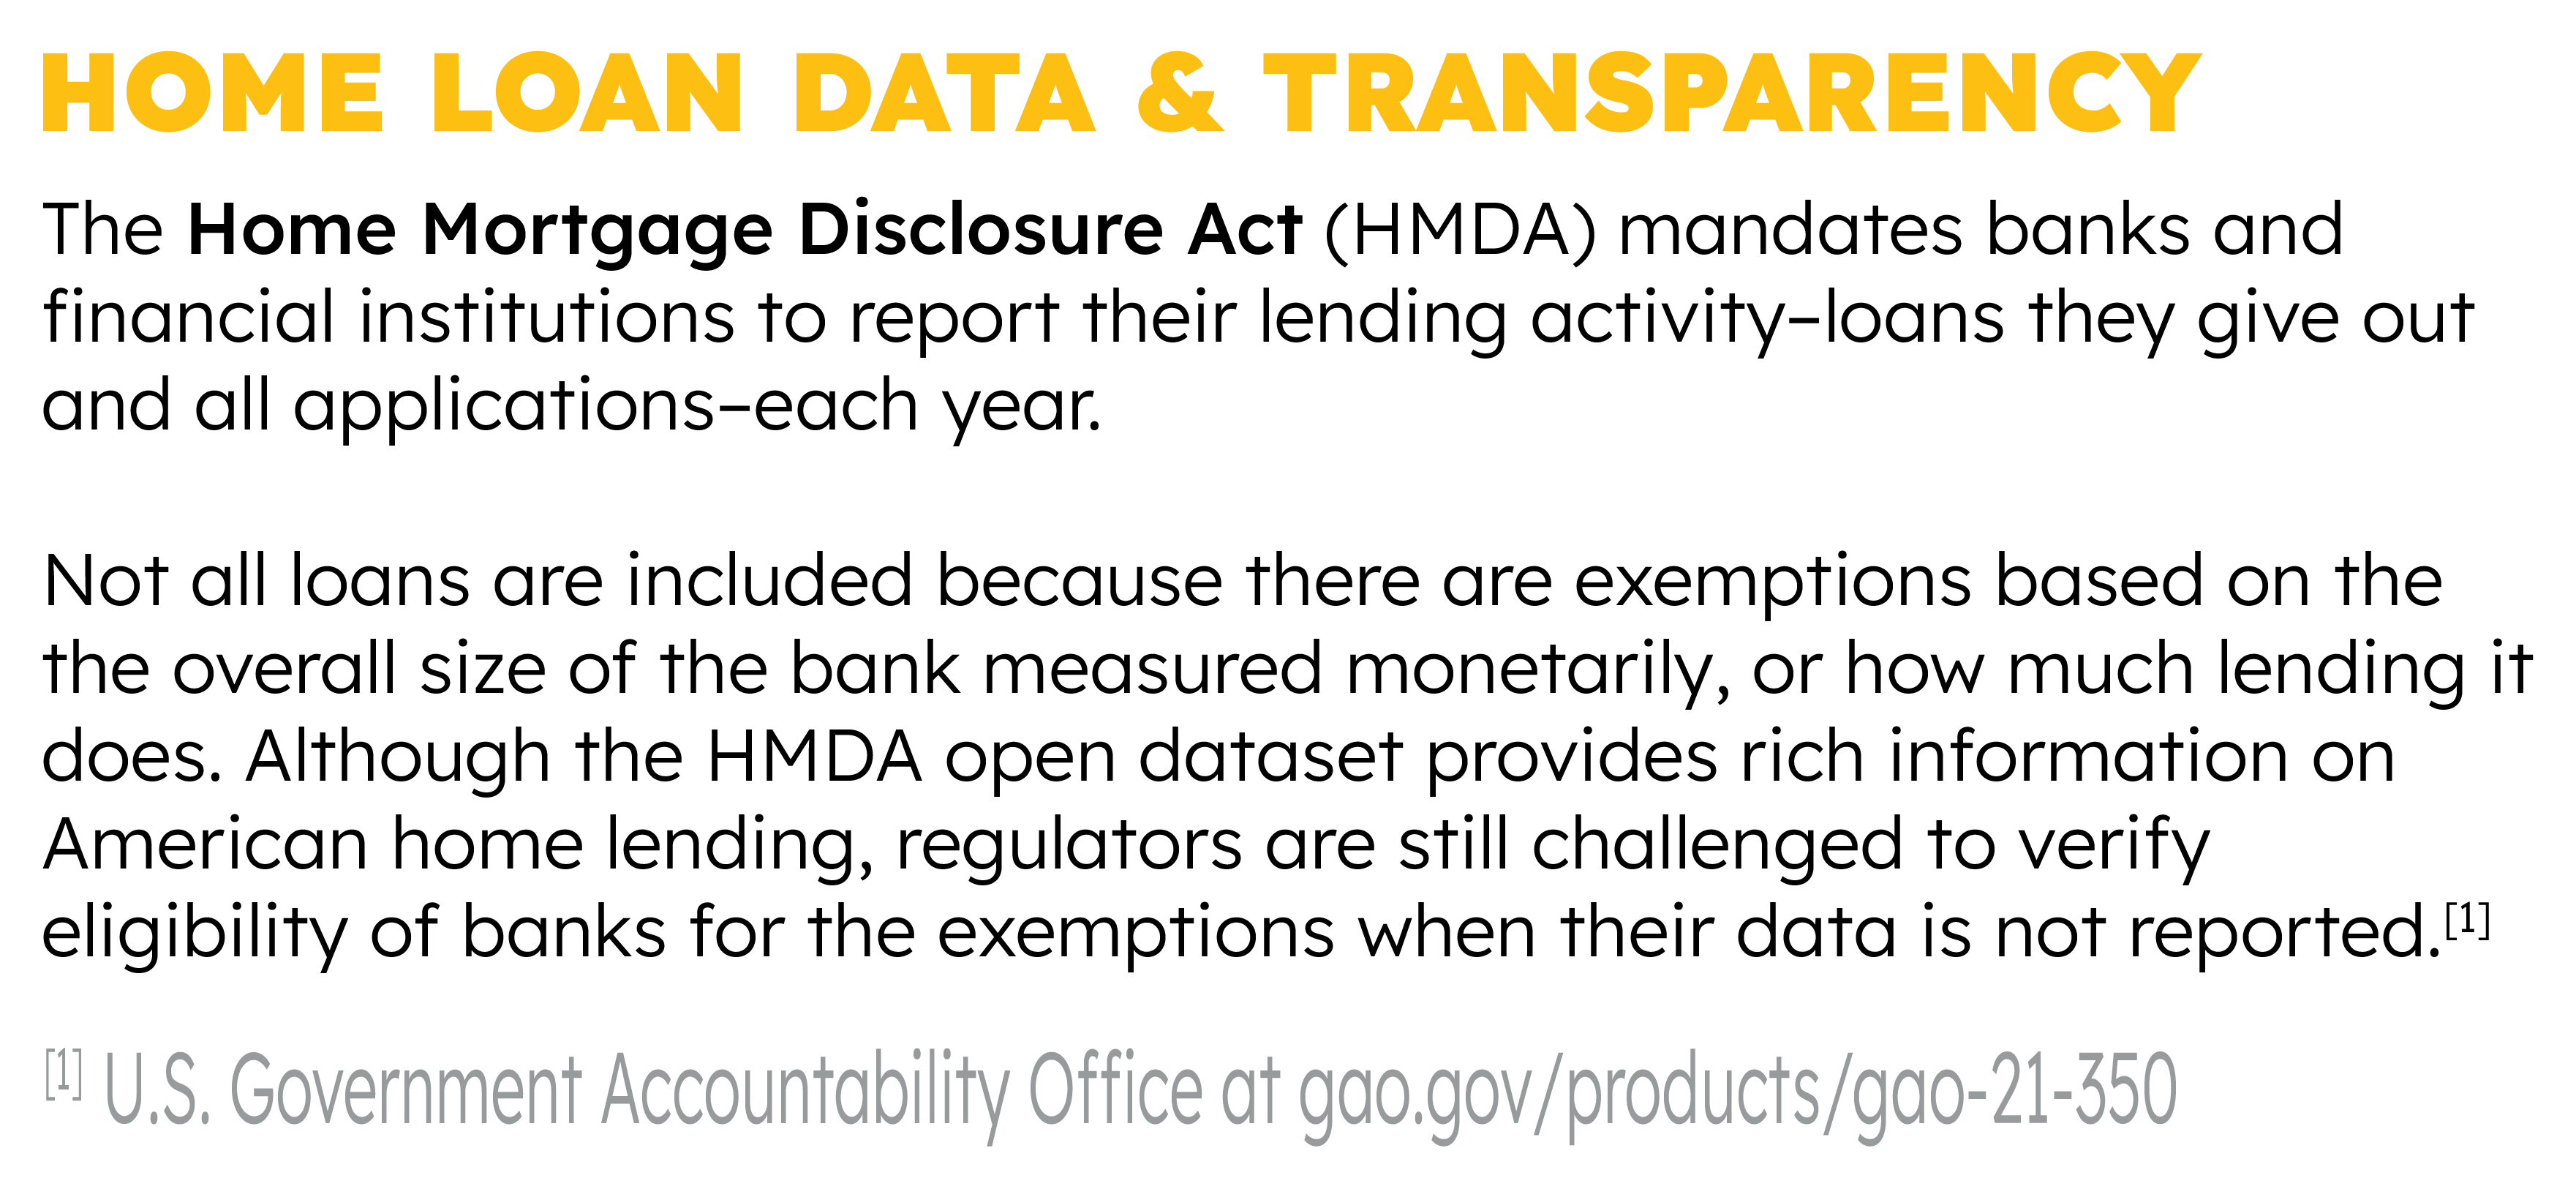 HOME LOAN DATA & TRANSPARENCY
The Home Mortgage Disclosure Act (HMDA) mandates banks and
financial institutions to report their lending activity–loans they give out
and all applications–each year.
Not all loans are included because there are exemptions based on the
the overall size of the bank measured monetarily, or how much lending it
does. Although the HMDA open dataset provides rich information on
American home lending, regulators are still challenged to verify
eligibility of banks for the exemptions when their data is not reported.[1]
[1] U.S. Government Accountability Office at gao.gov/products/gao-21-350